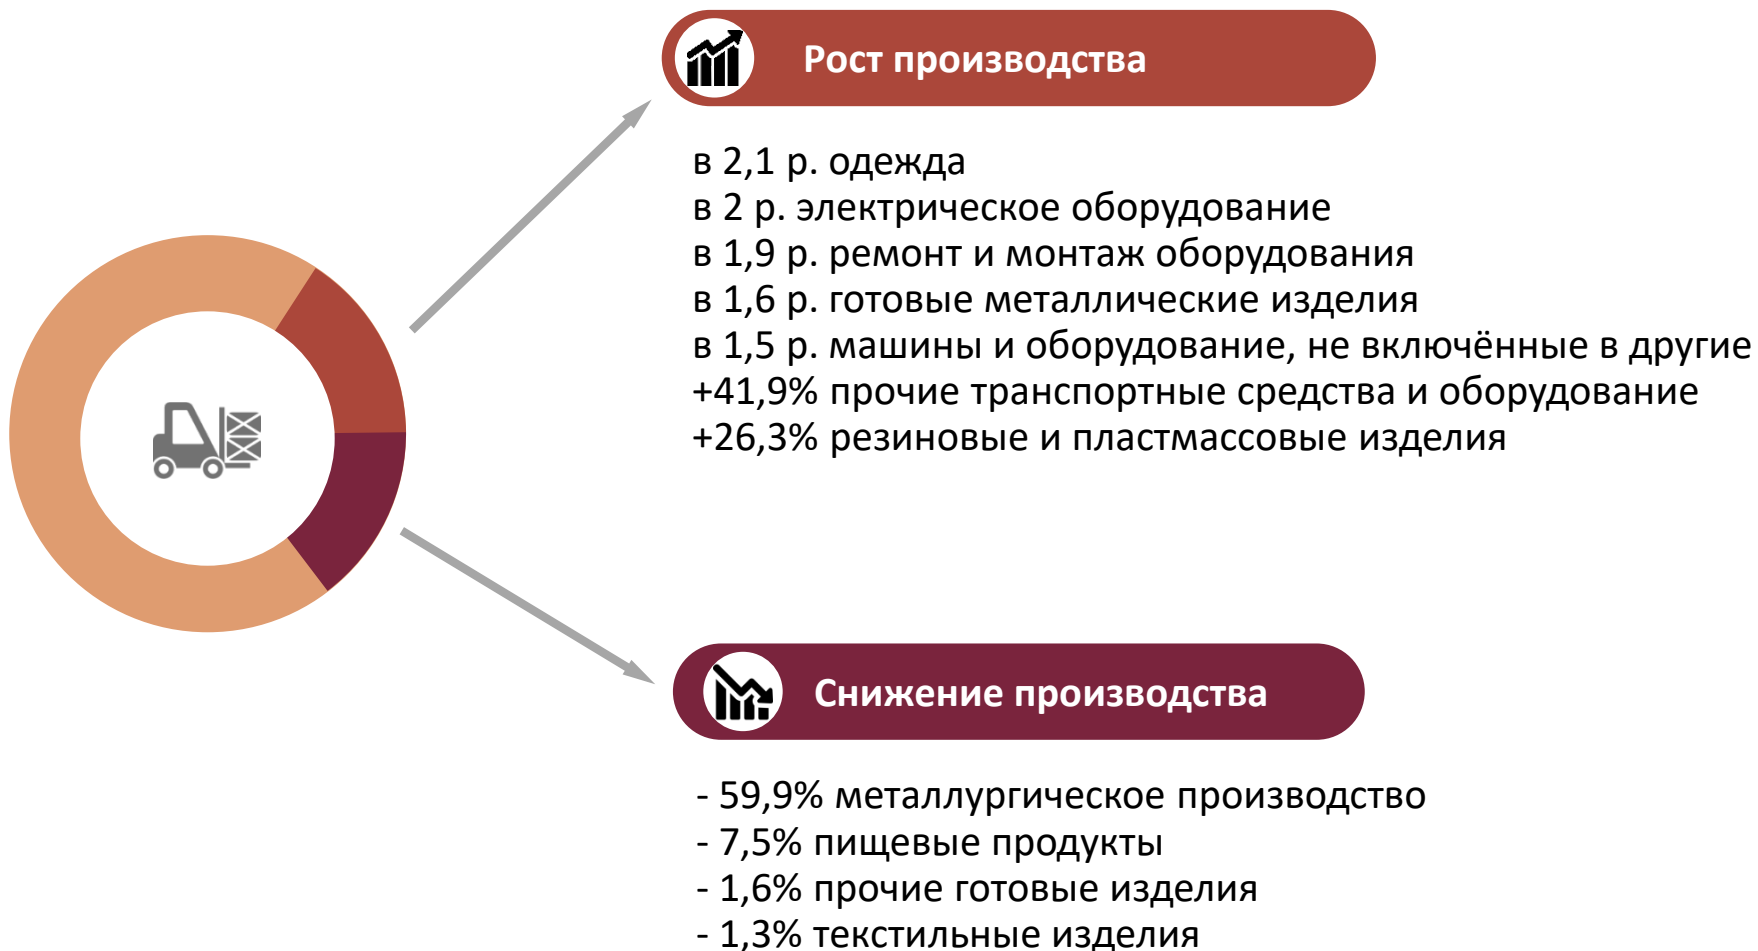 Рост производства
в 2,1 р. одежда
в 2 р. электрическое оборудование
в 1,9 р. ремонт и монтаж оборудования
в 1,6 р. готовые металлические изделия
в 1,5 р. машины и оборудование, не включённые в другие
+41,9% прочие транспортные средства и оборудование
+26,3% резиновые и пластмассовые изделия
Снижение производства
- 59,9% металлургическое производство
- 7,5% пищевые продукты
- 1,6% прочие готовые изделия
- 1,3% текстильные изделия